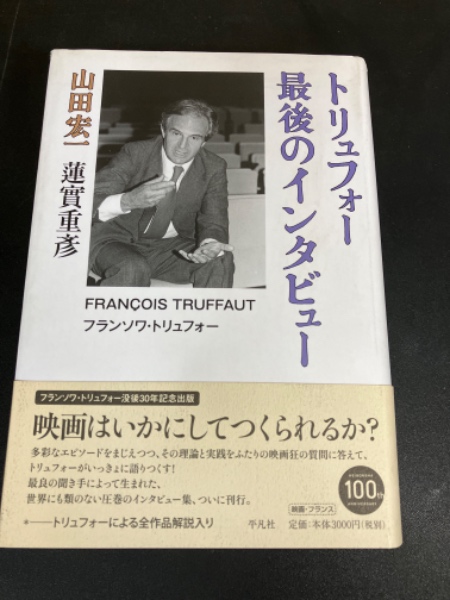 トリュフォー
最後のインタビュー
山田宏一
蓮實重彦
FRANÇOIS TRUFFAUT
フランソワ・トリュフォー
フランソワ・トリュフォー没後30年記念出版
映画はいかにしてつくられるか?
多彩なエピソードをまじえつつ、その理論と実践をふたりの映画狂の質問に答えて、
トリュフォーがいっきょに語りつくす!
最良の聞き手によって生まれた、
世界にも類のない圧巻のインタビュー集、ついに刊行。
*——トリュフォーによる全作品解説入り
平凡社
100th
映画・フランス
定価:本体3000円(税別)